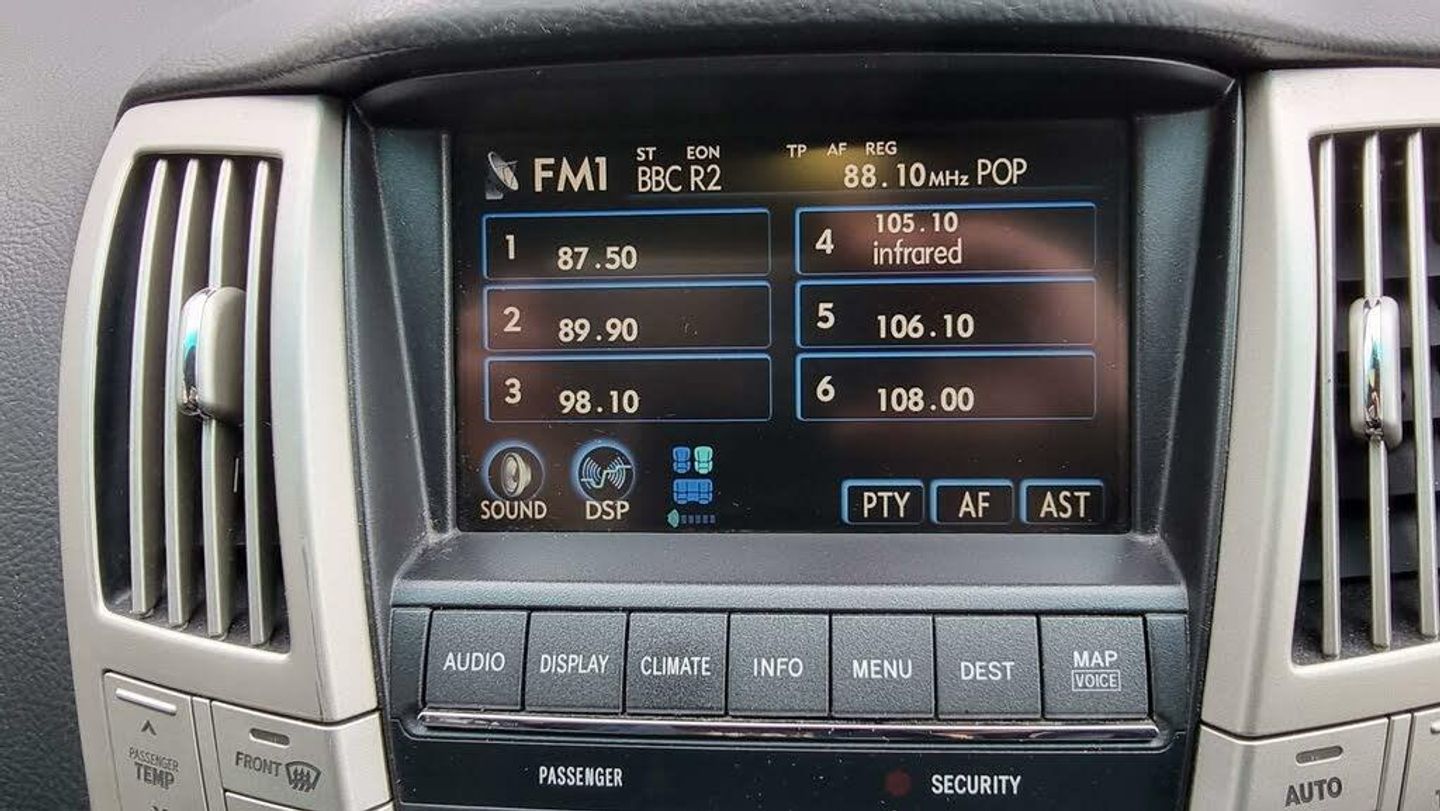 ST EON TP AF REG
FM1 BBC R2 88.10 MHz POP
1 87.50
4 105.10
infrared
2 89.90
5 106.10
3 98.10
6 108.00
SOUND DSP PTY AF AST
AUDIO DISPLAY CLIMATE INFO MENU DEST MAP
VOICE
PASSENGER
TEMP
FRONT
PASSENGER SECURITY
AUTO